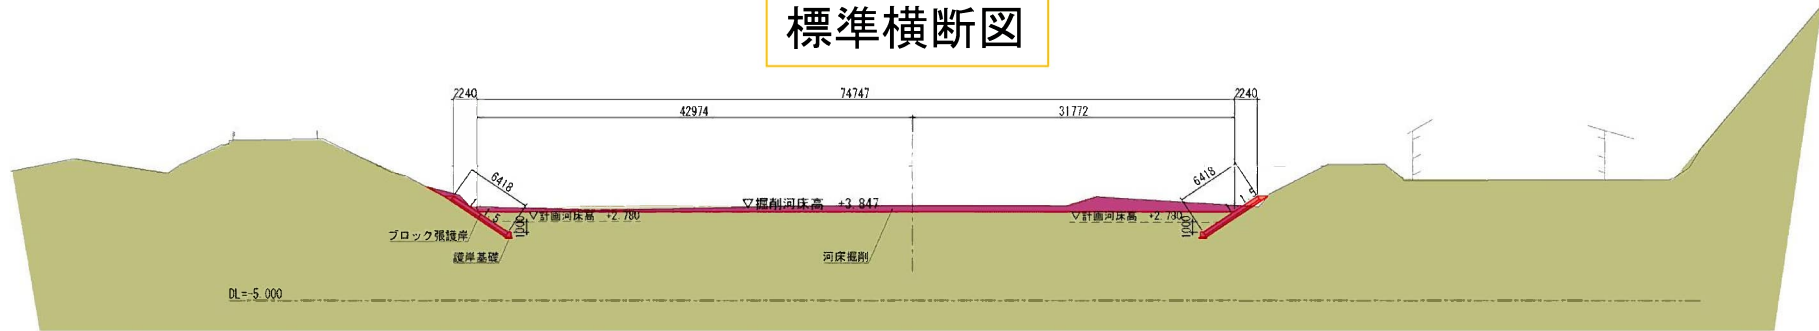 標準横断図
2240 74747 2240
42974 31772
6418 6418
1:5 1:5
▽掘削河床高 +3.847
▽計画河床高 +2.780 ▽計画河床高 +2.780
1000 1000
ブロック張護岸
護岸基礎 河床掘削
DL=-5.000